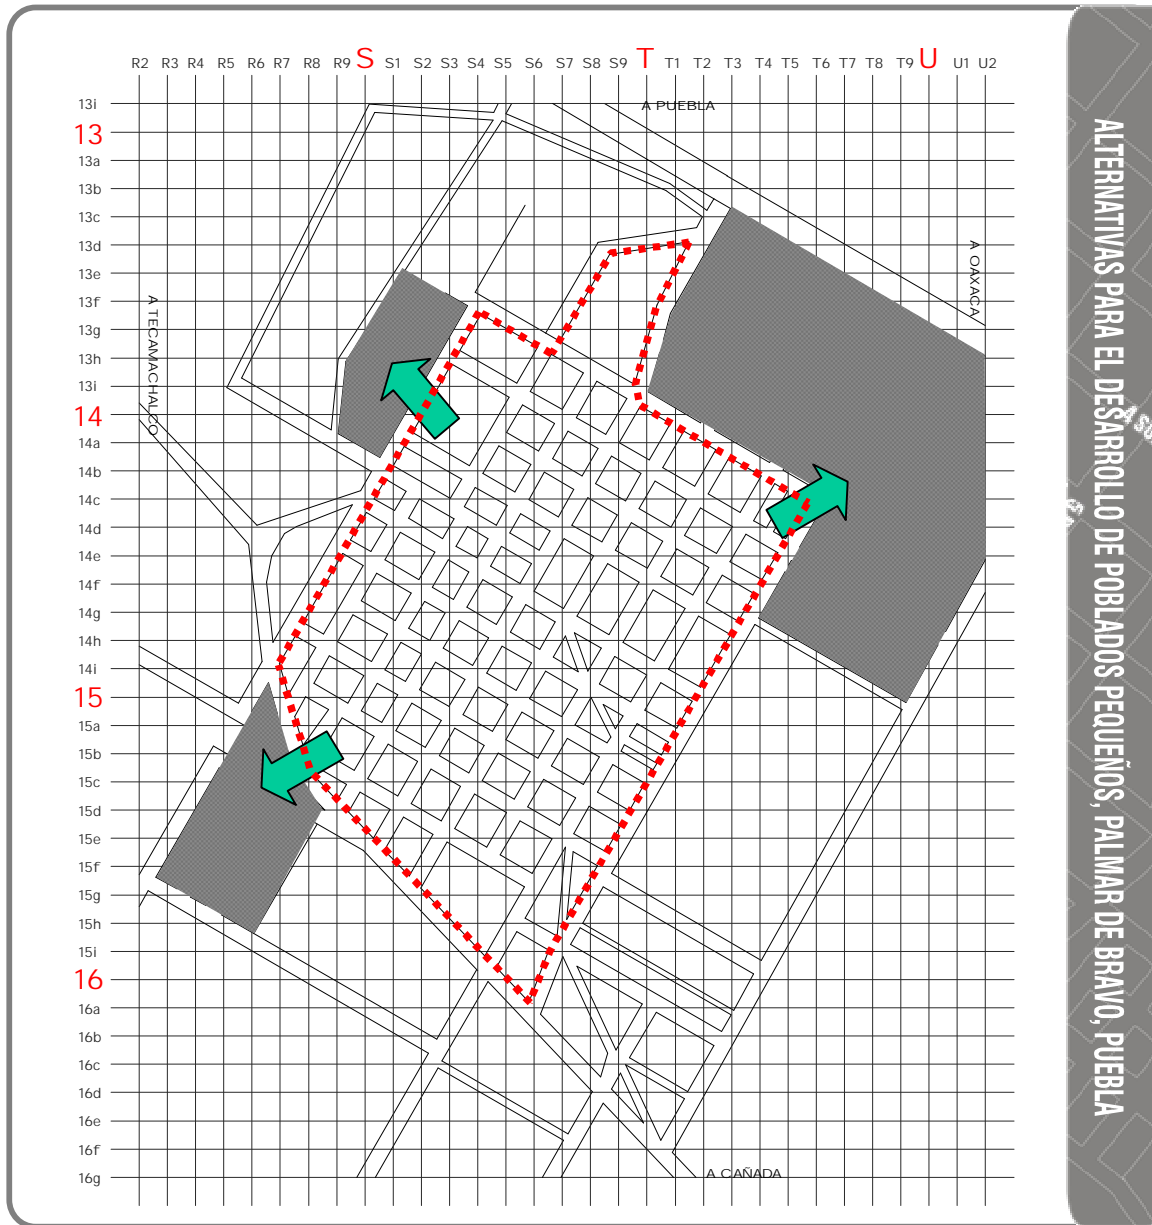 R2 R3 R4 R5 R6 R7 R8 R9 S S1 S2 S3 S4 S5 S6 S7 S8 S9 T T1 T2 T3 T4 T5 T6 T7 T8 T9 U U1 U2
13i
A PUEBLA
13
13a
13b
13c
13d
13e
13f
13g
13h
13i
14
14a
14b
14c
14d
14e
14f
14g
14h
14i
15
15a
15b
15c
15d
15e
15f
15g
15h
15i
16
16a
16b
16c
16d
16e
16f
16g
A TECAMACHALCO
A OAXACA
A CAÑADA
ALTERNATIVAS PARA EL DESARROLLO DE POBLADOS PEQUEÑOS, PALMAR DE BRAVO, PUEBLA